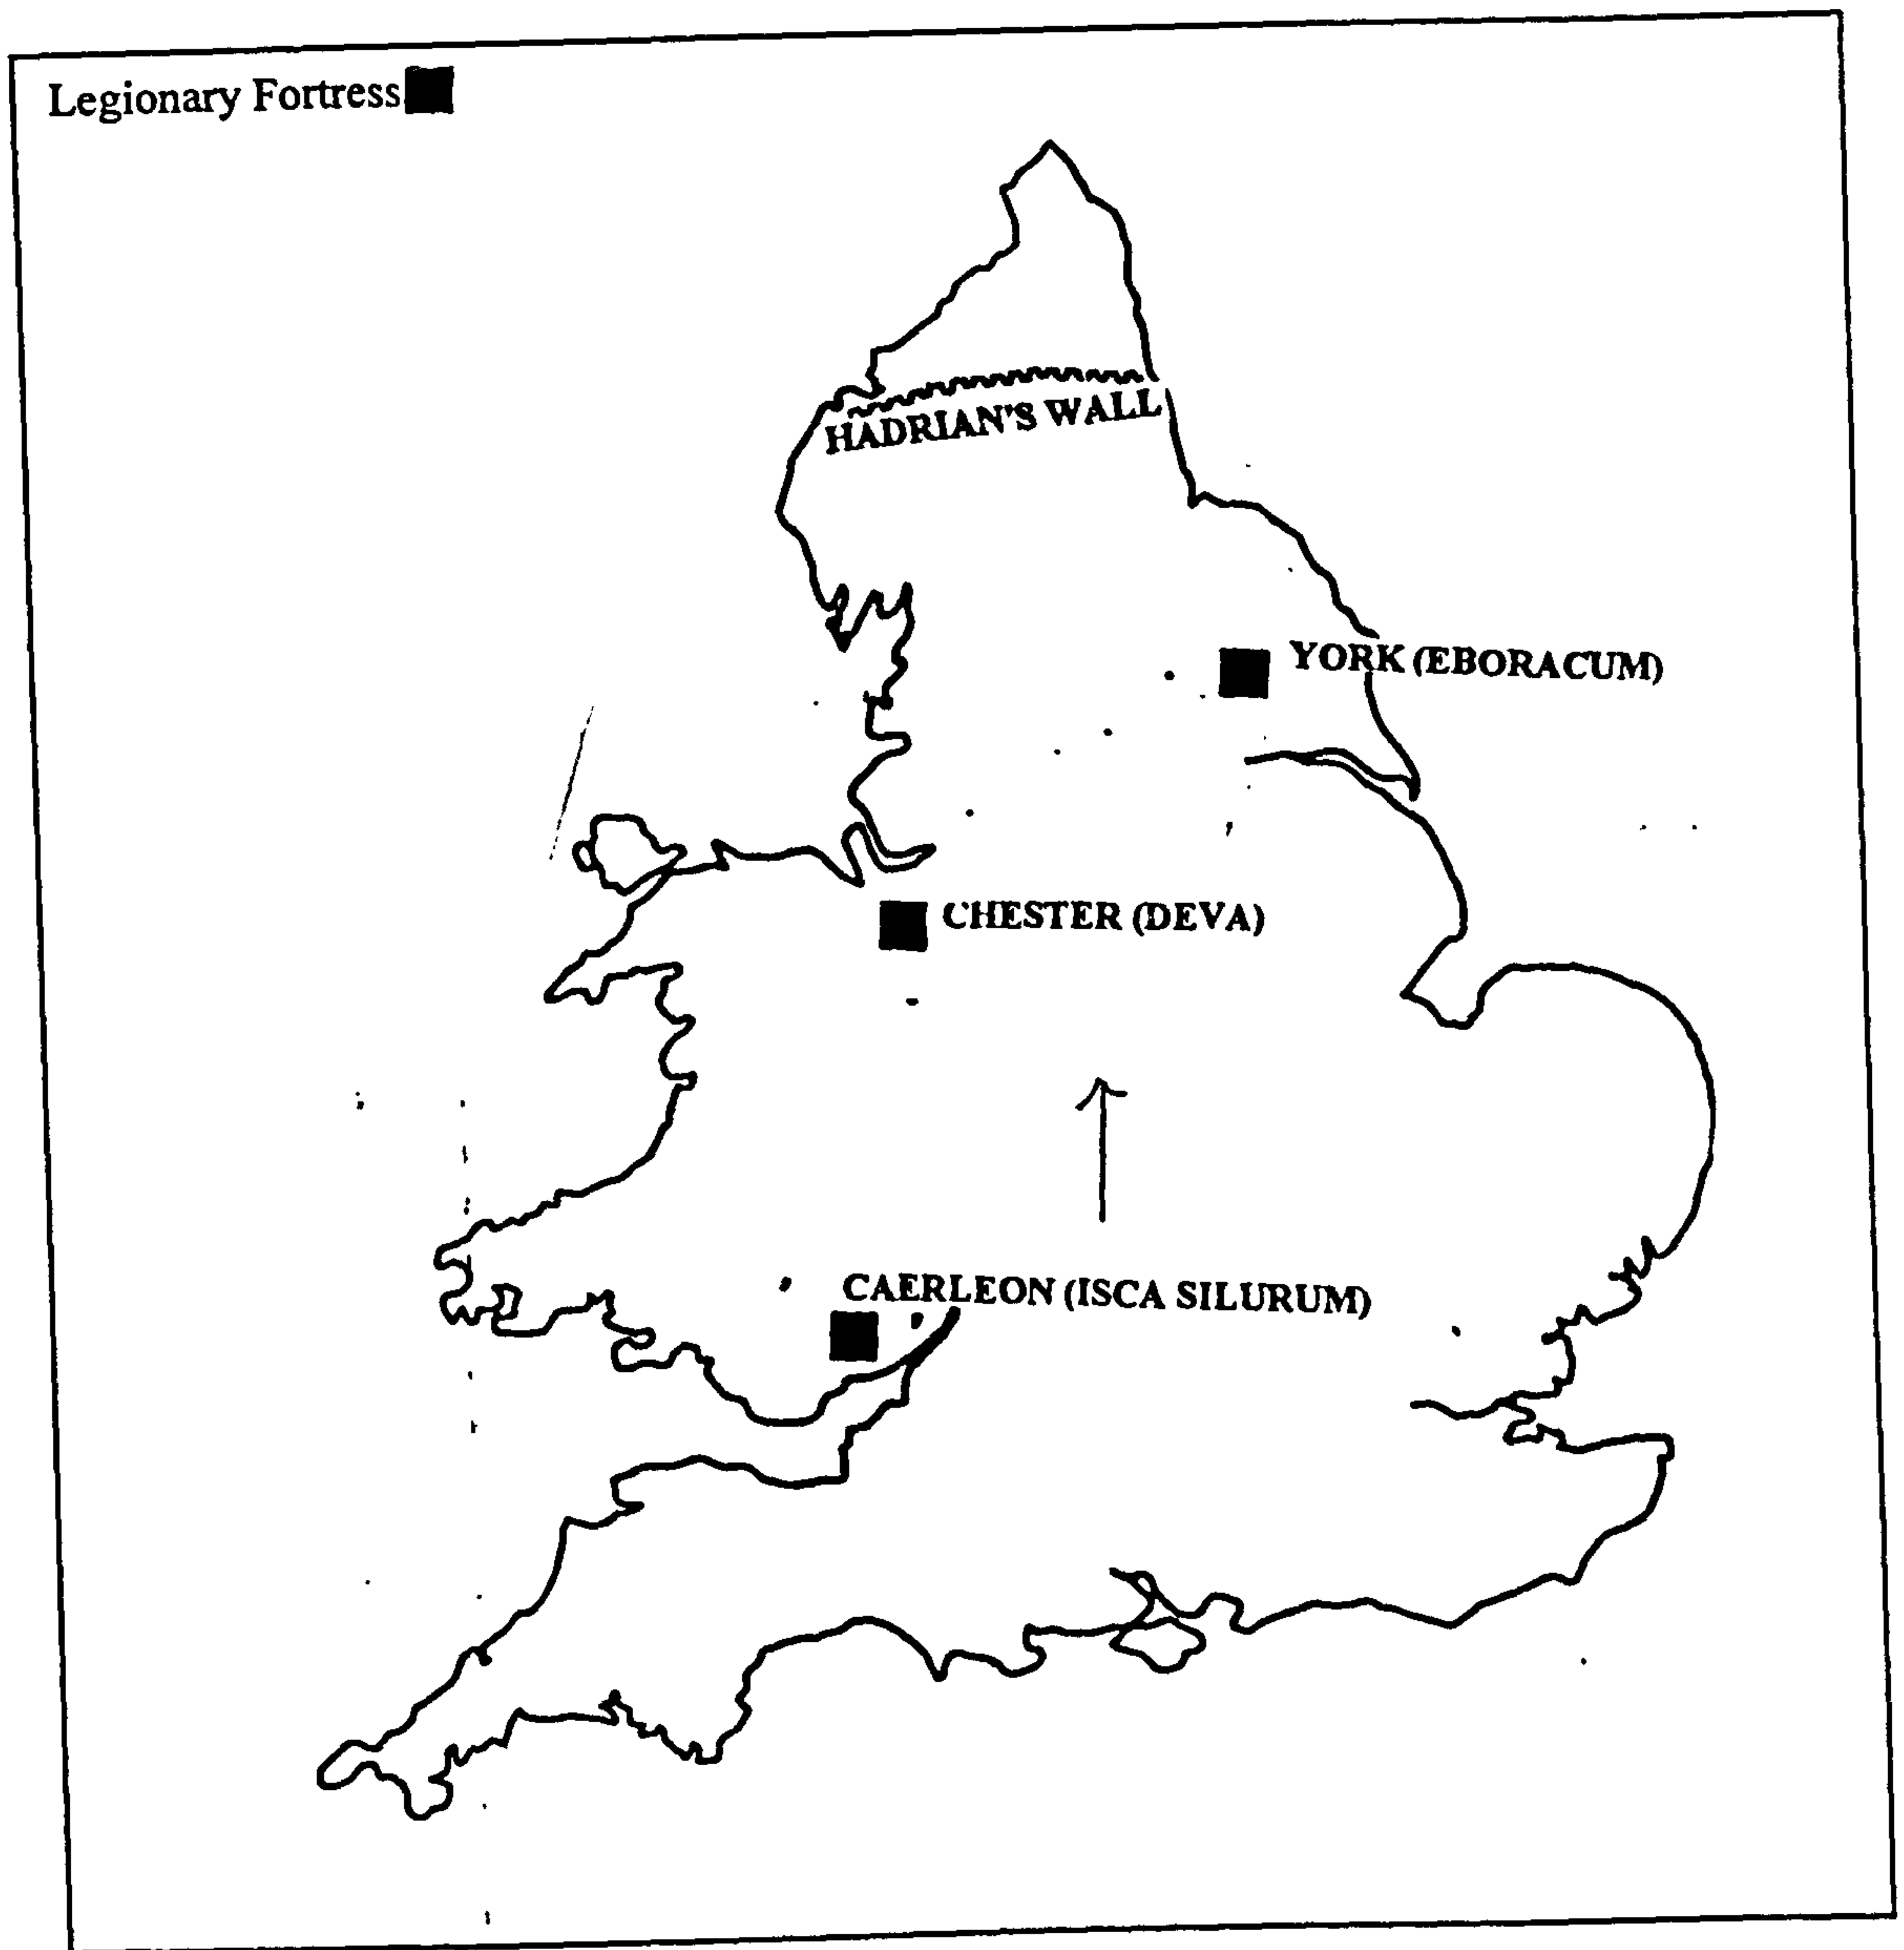 Legionary Fortress
HADRIAN'S WALL
YORK (EBORACUM)
CHESTER (DEVA)
CAERLEON (ISCA SILURUM)